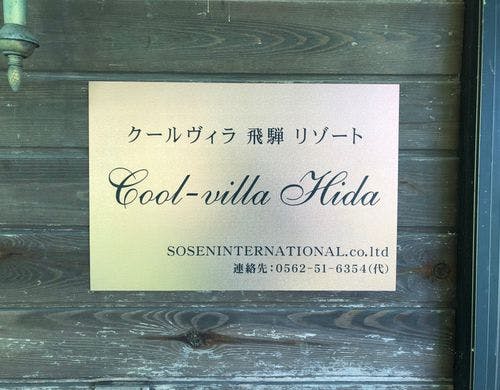 クールヴィラ 飛騨 リゾート
Cool-villa Hida
SOSENINTERNATIONAL.co.ltd
連絡先：0562-51-6354(代)